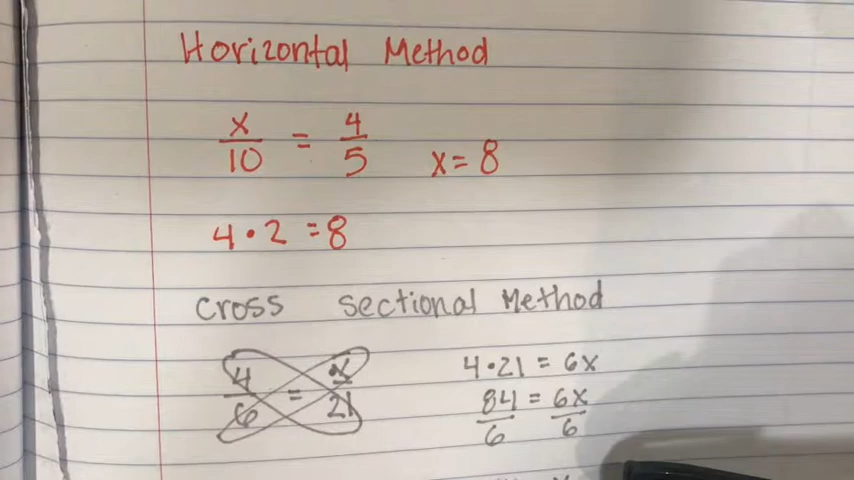 Horizontal Method
x/10 = 4/5 x = 8
4 • 2 = 8
Cross Sectional Method
4/6 = x/21
4•21 = 6x
84/6 = 6x/6